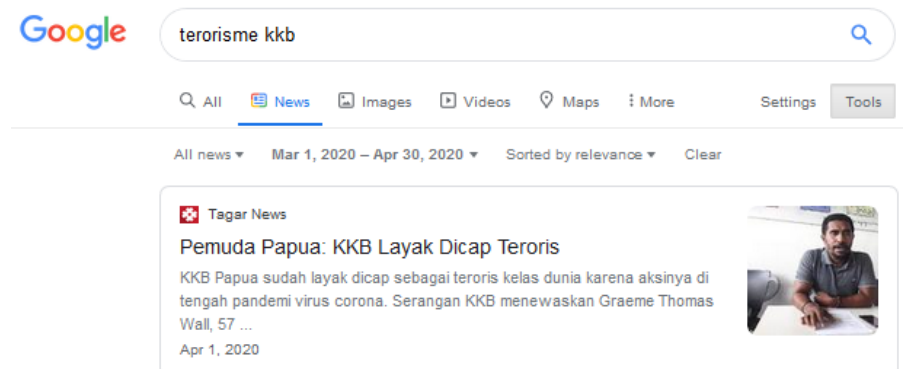 Google
terorisme kkb
All News Images Videos Maps More Settings Tools
All news Mar 1, 2020 – Apr 30, 2020 Sorted by relevance Clear
Tagar News
Pemuda Papua: KKB Layak Dicap Teroris
KKB Papua sudah layak dicap sebagai teroris kelas dunia karena aksinya di
tengah pandemi virus corona. Serangan KKB menewaskan Graeme Thomas
Wall, 57 ...
Apr 1, 2020